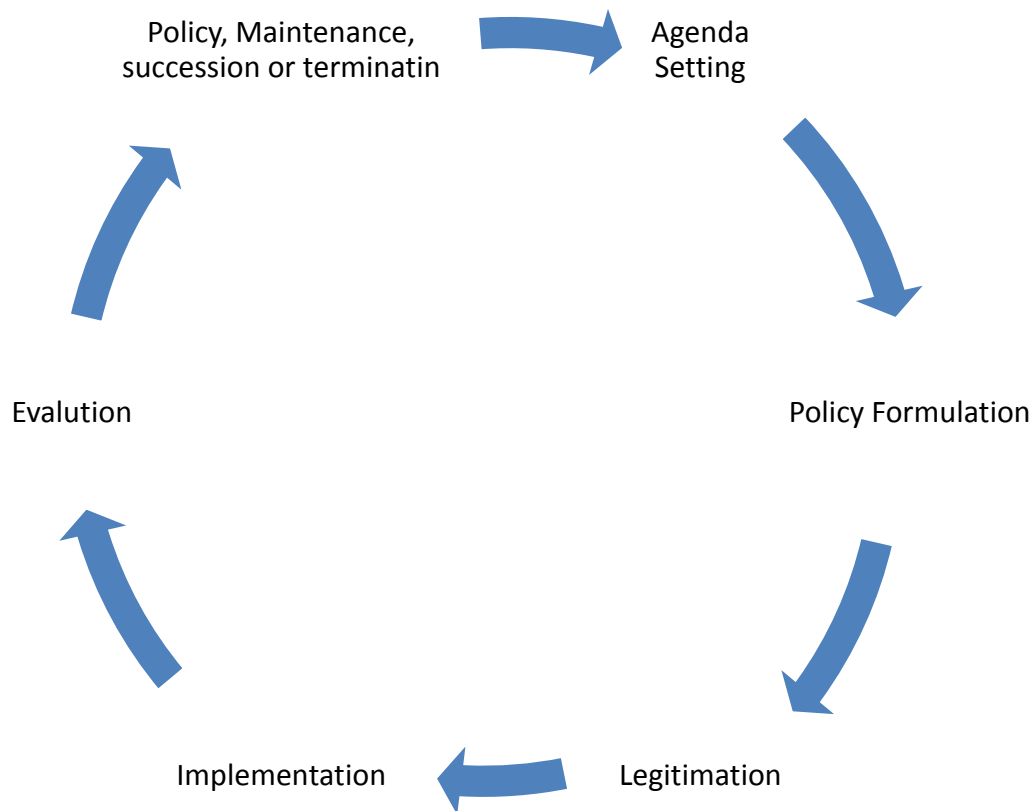 Policy, Maintenance,
succession or terminatin
Agenda
Setting
Policy Formulation
Legitimation
Implementation
Evalution